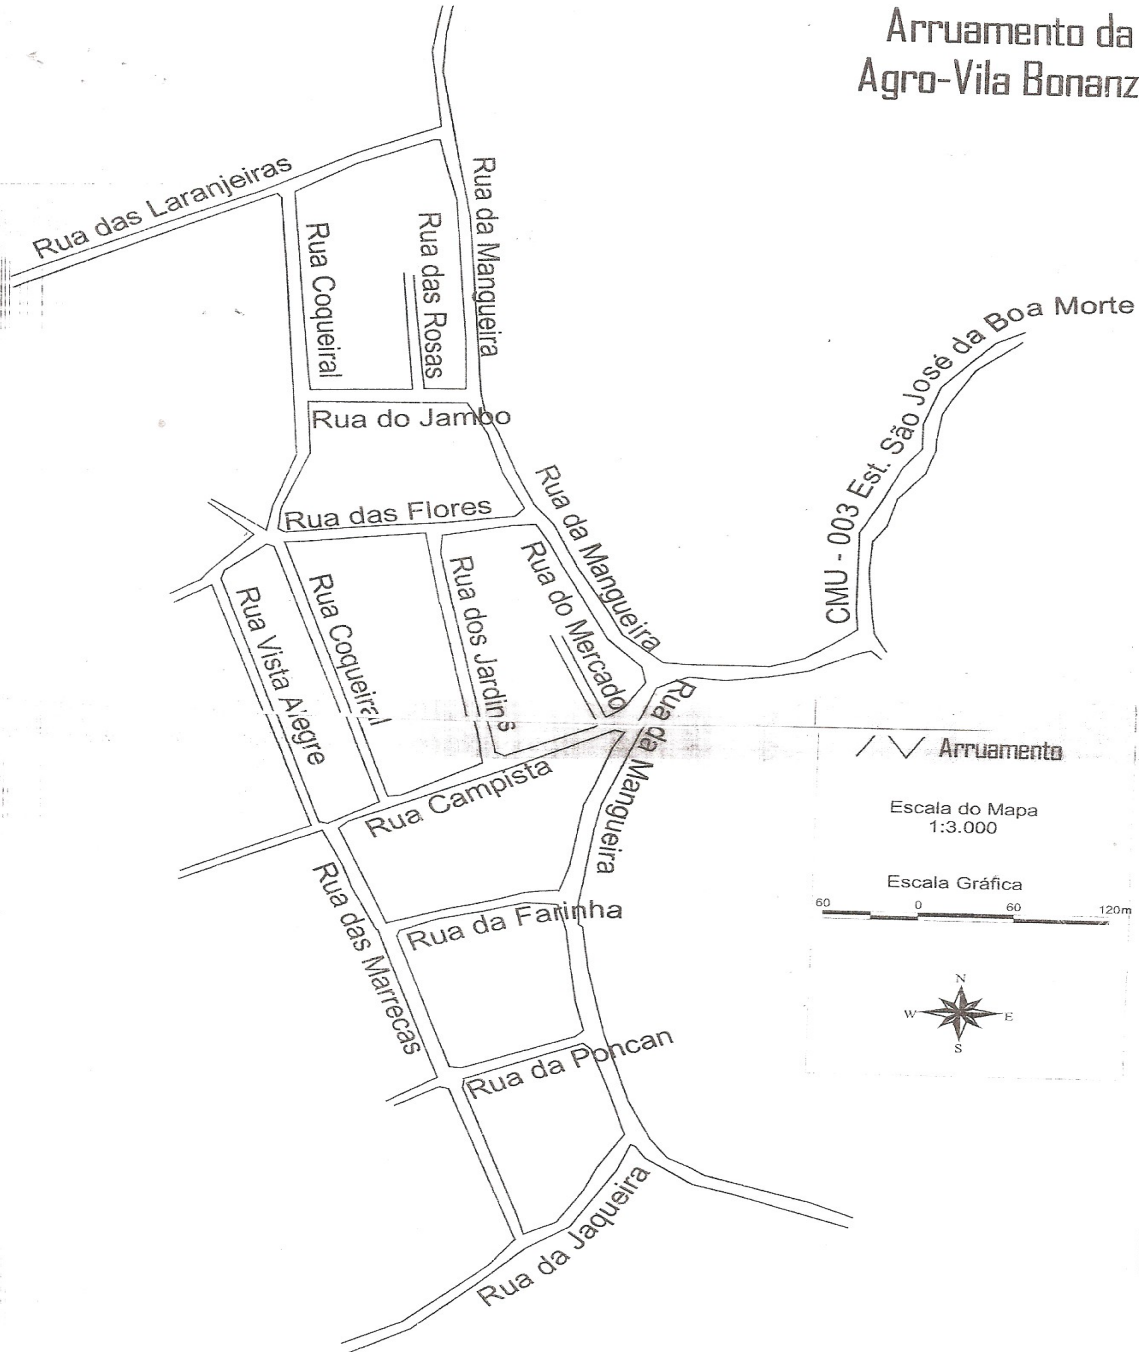 Arruamento da
Agro-Vila Bonanz
Rua das Laranjeiras
Rua da Mangueira
Rua Coqueiral
Rua das Rosas
CMU - 003 Est. São José da Boa Morte
Rua do Jambo
Rua das Flores
Rua da Mangueira
Rua do Mercado
Rua dos Jardins
Rua Coqueiral
Rua Vista Alegre
Rua da Mangueira
Rua Campista
Rua das Marrecas
Rua da Farinha
Rua da Poncan
Rua da Jaqueira
Arruamento
Escala do Mapa
1:3.000
Escala Gráfica
60 0 60 120m
N
W E
S